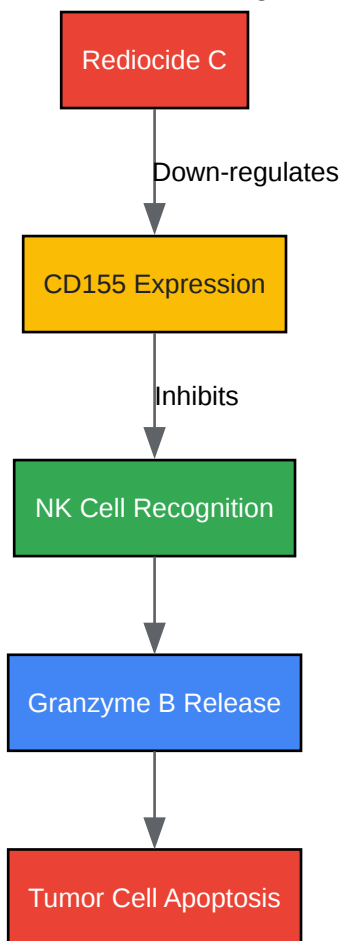 Rediocide C
Down-regulates
CD155 Expression
Inhibits
NK Cell Recognition
Granzyme B Release
Tumor Cell Apoptosis